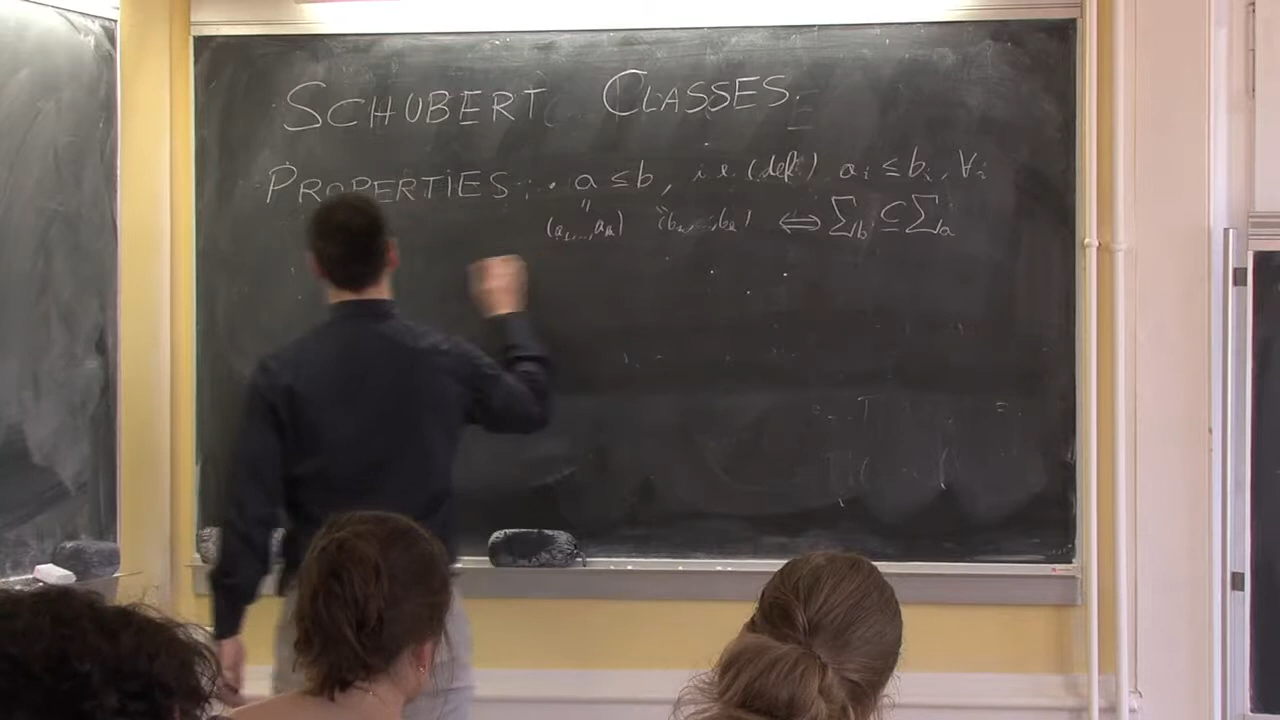 SCHUBERT CLASSES
PROPERTIES: • a ≤ b, i.e. (def) aᵢ ≤ bᵢ, ∀i
" "
(a₁,...,aₖ) (b₁,...,bₖ) ⟺ Σ_b ⊆ Σ_a